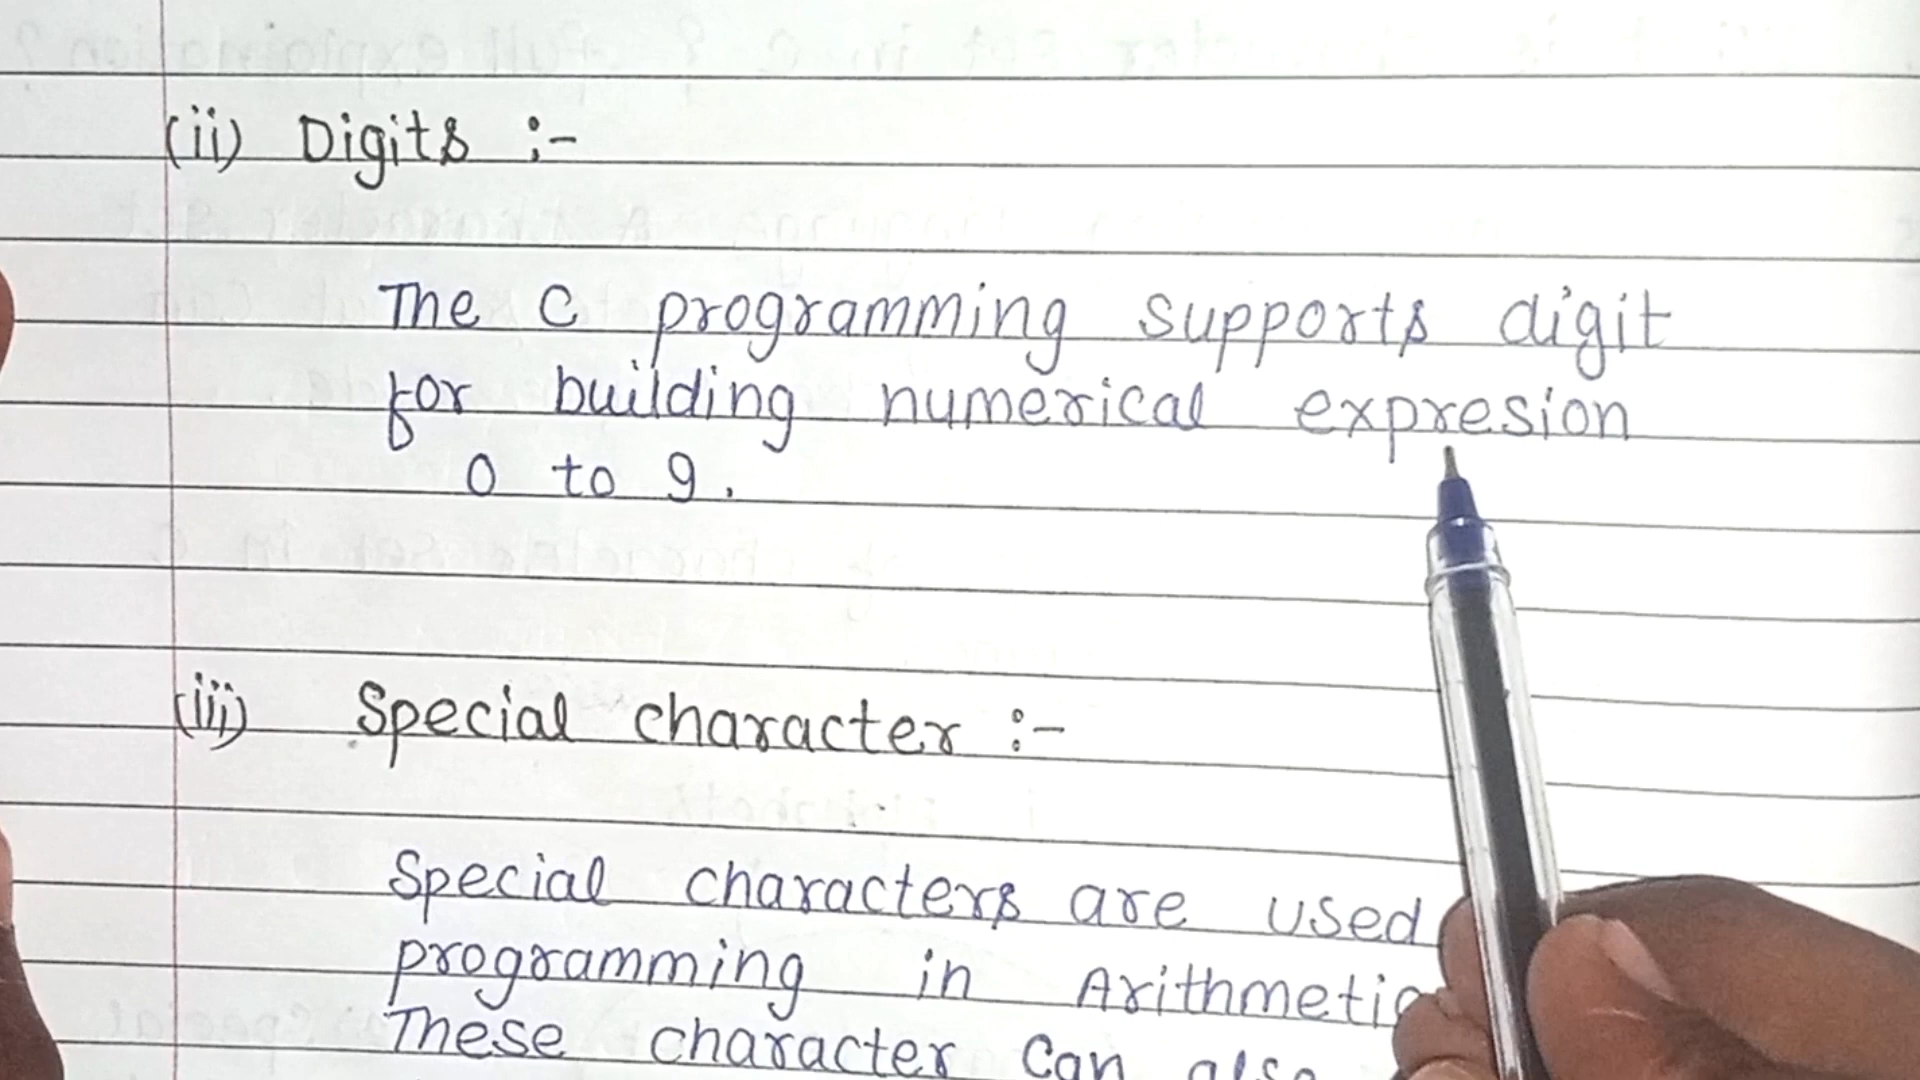 (ii) Digits :-
The C programming supports digit
for building numerical expresion
0 to 9.
(iii) Special character :-
Special characters are used
programming in Arithmetic
These character Can also